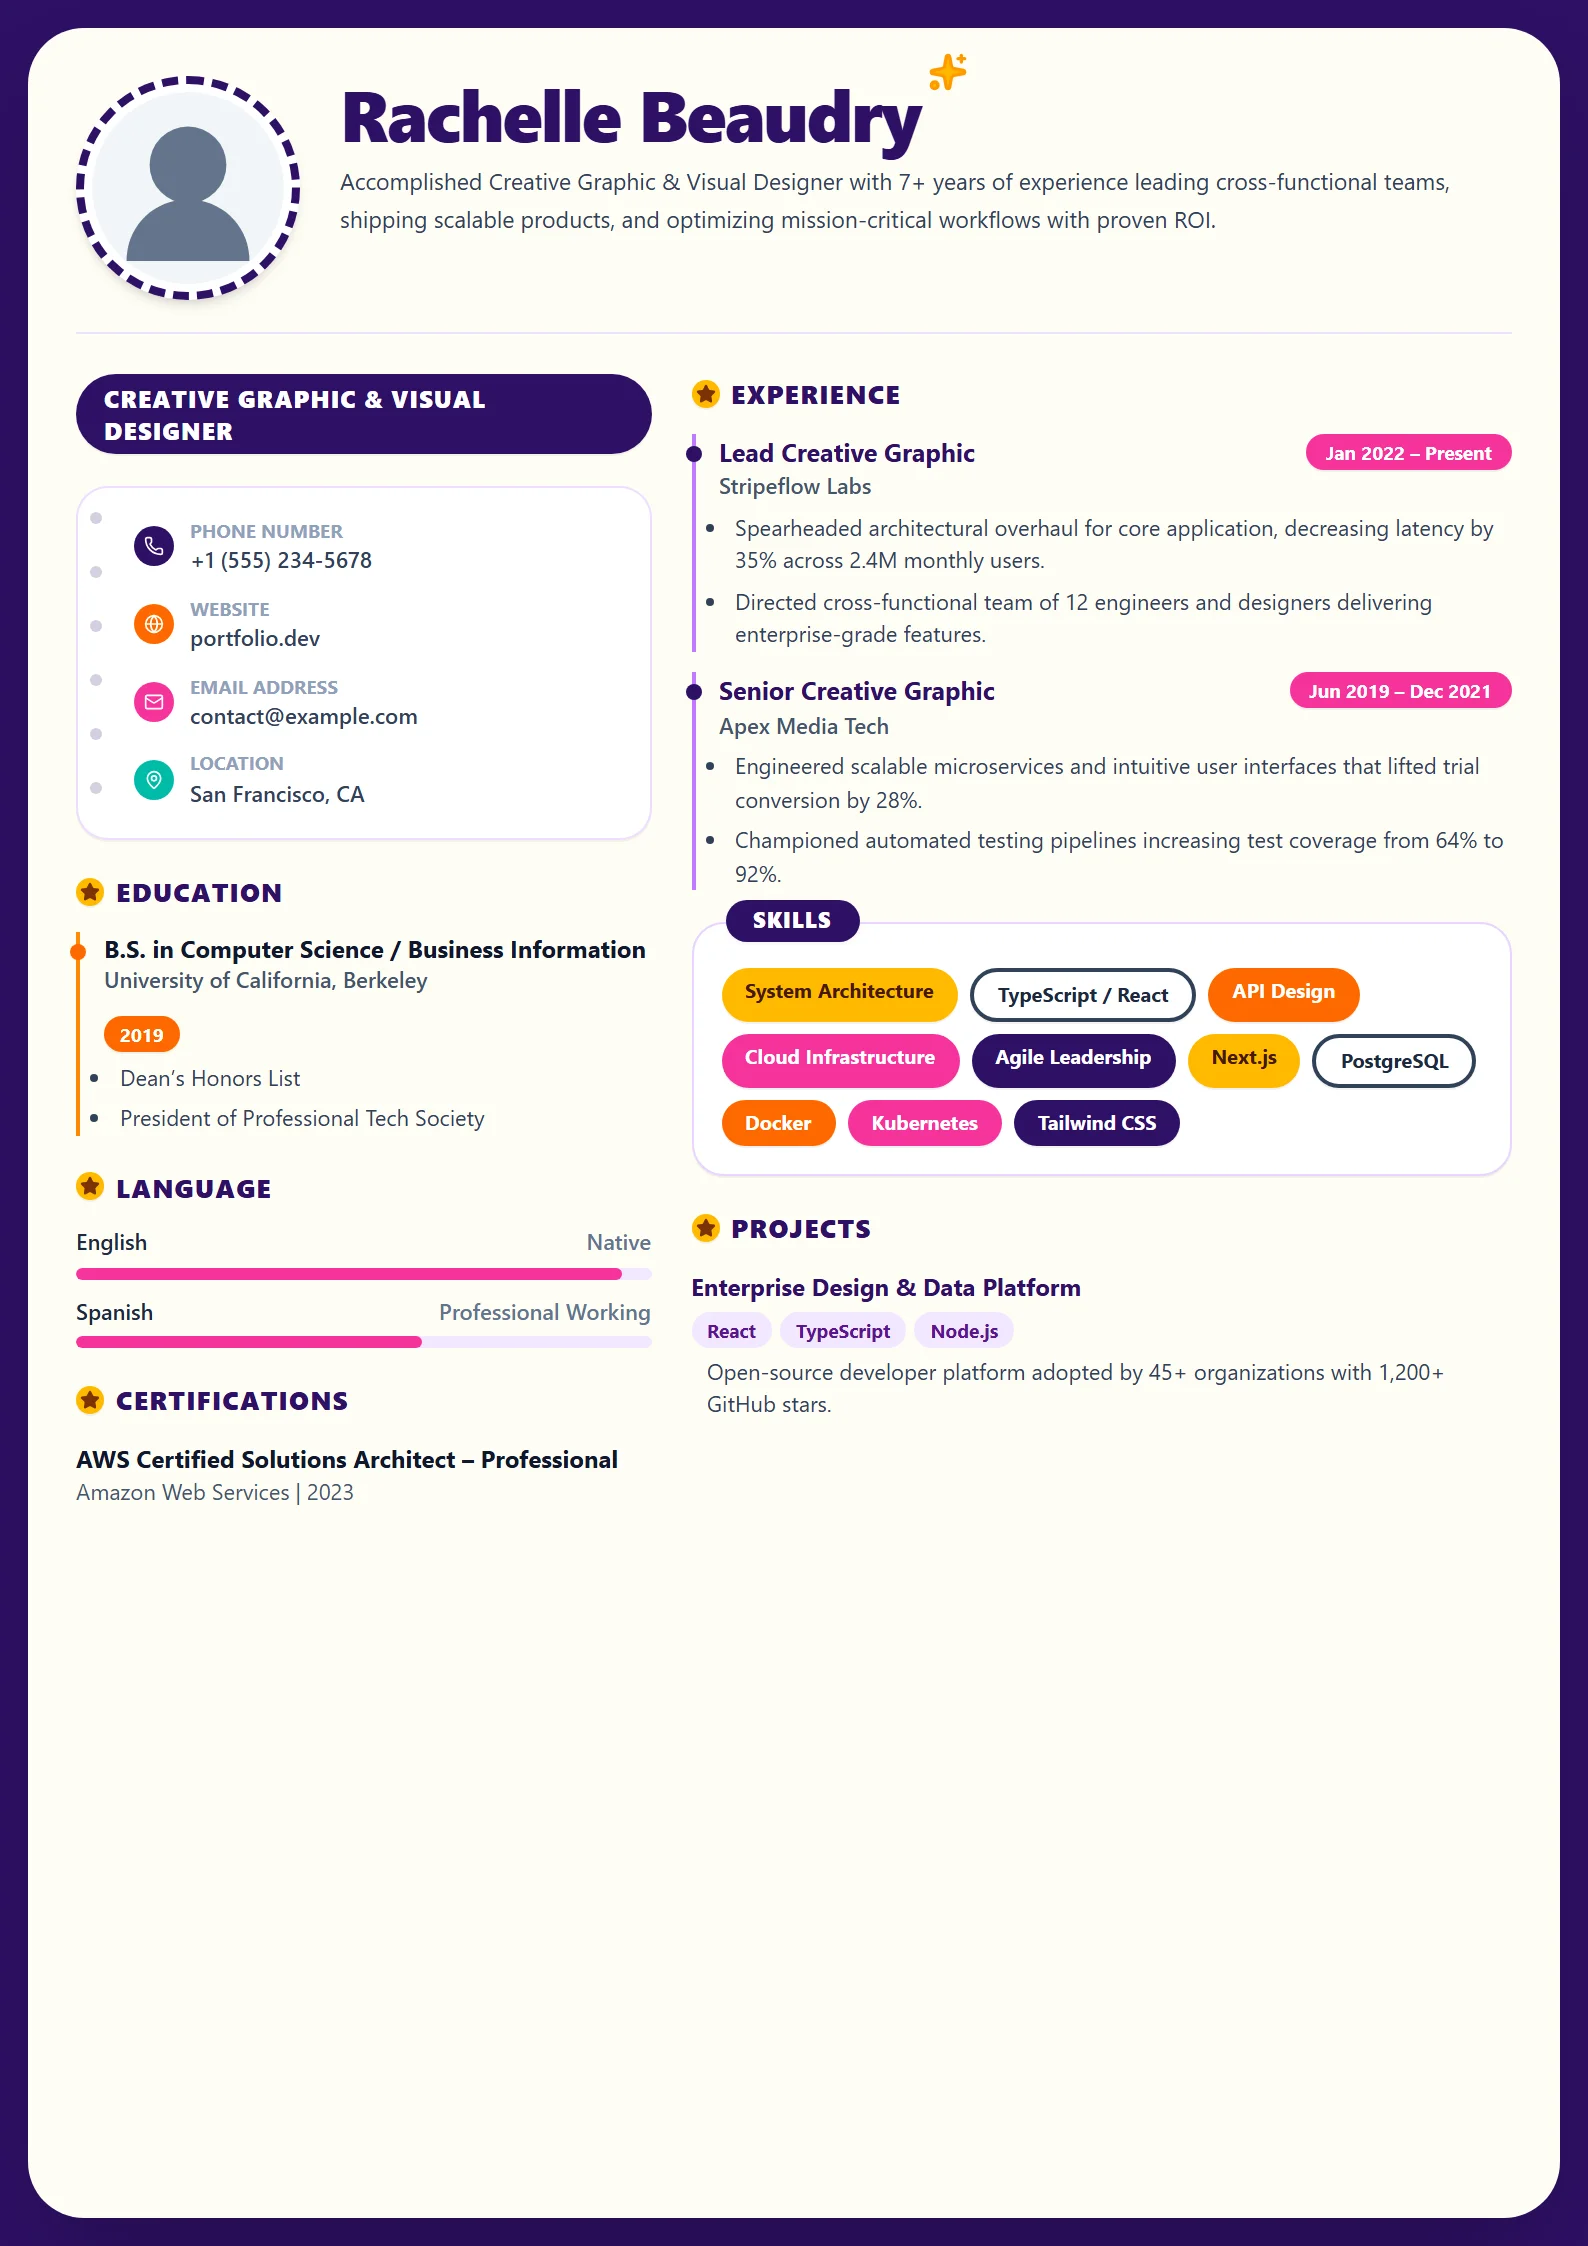 Rachelle Beaudry
Accomplished Creative Graphic & Visual Designer with 7+ years of experience leading cross-functional teams,
shipping scalable products, and optimizing mission-critical workflows with proven ROI.
CREATIVE GRAPHIC & VISUAL
DESIGNER
PHONE NUMBER
+1 (555) 234-5678
WEBSITE
portfolio.dev
EMAIL ADDRESS
contact@example.com
LOCATION
San Francisco, CA
EDUCATION
B.S. in Computer Science / Business Information
University of California, Berkeley
2019
• Dean’s Honors List
• President of Professional Tech Society
LANGUAGE
English Native
Spanish Professional Working
CERTIFICATIONS
AWS Certified Solutions Architect – Professional
Amazon Web Services | 2023
EXPERIENCE
Lead Creative Graphic Jan 2022 – Present
Stripeflow Labs
• Spearheaded architectural overhaul for core application, decreasing latency by
35% across 2.4M monthly users.
• Directed cross-functional team of 12 engineers and designers delivering
enterprise-grade features.
Senior Creative Graphic Jun 2019 – Dec 2021
Apex Media Tech
• Engineered scalable microservices and intuitive user interfaces that lifted trial
conversion by 28%.
• Championed automated testing pipelines increasing test coverage from 64% to
92%.
SKILLS
System Architecture TypeScript / React API Design
Cloud Infrastructure Agile Leadership Next.js PostgreSQL
Docker Kubernetes Tailwind CSS
PROJECTS
Enterprise Design & Data Platform
React TypeScript Node.js
Open-source developer platform adopted by 45+ organizations with 1,200+
GitHub stars.